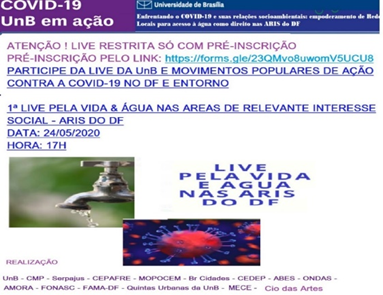 COVID-19
UnB em ação
Universidade de Brasília
Enfrentando o COVID-19 e suas relações socioambientais: empoderamento de Rede
Locais para acesso à água como direito nas ARIS do DF
ATENÇÃO ! LIVE RESTRITA SÓ COM PRÉ-INSCRIÇÃO
PRÉ-INSCRIÇÃO PELO LINK: https://forms.gle/23QMvo8uwomV5UCU8
PARTICIPE DA LIVE DA UnB E MOVIMENTOS POPULARES DE AÇÃO
CONTRA A COVID-19 NO DF E ENTORNO
1ª LIVE PELA VIDA & ÁGUA NAS AREAS DE RELEVANTE INTERESSE
SOCIAL - ARIS DO DF
DATA: 24/05/2020
HORA: 17H
LIVE
PELA VIDA
E AGUA
NAS ARIS
DO DF
REALIZAÇÃO
UnB - CMP - Serpajus - CEPAFRE - MOPOCEM - Br Cidades - CEDEP - ABES - ONDAS -
AMORA - FONASC - FAMA-DF - Quintas Urbanas da UnB - MECE - Cio das Artes